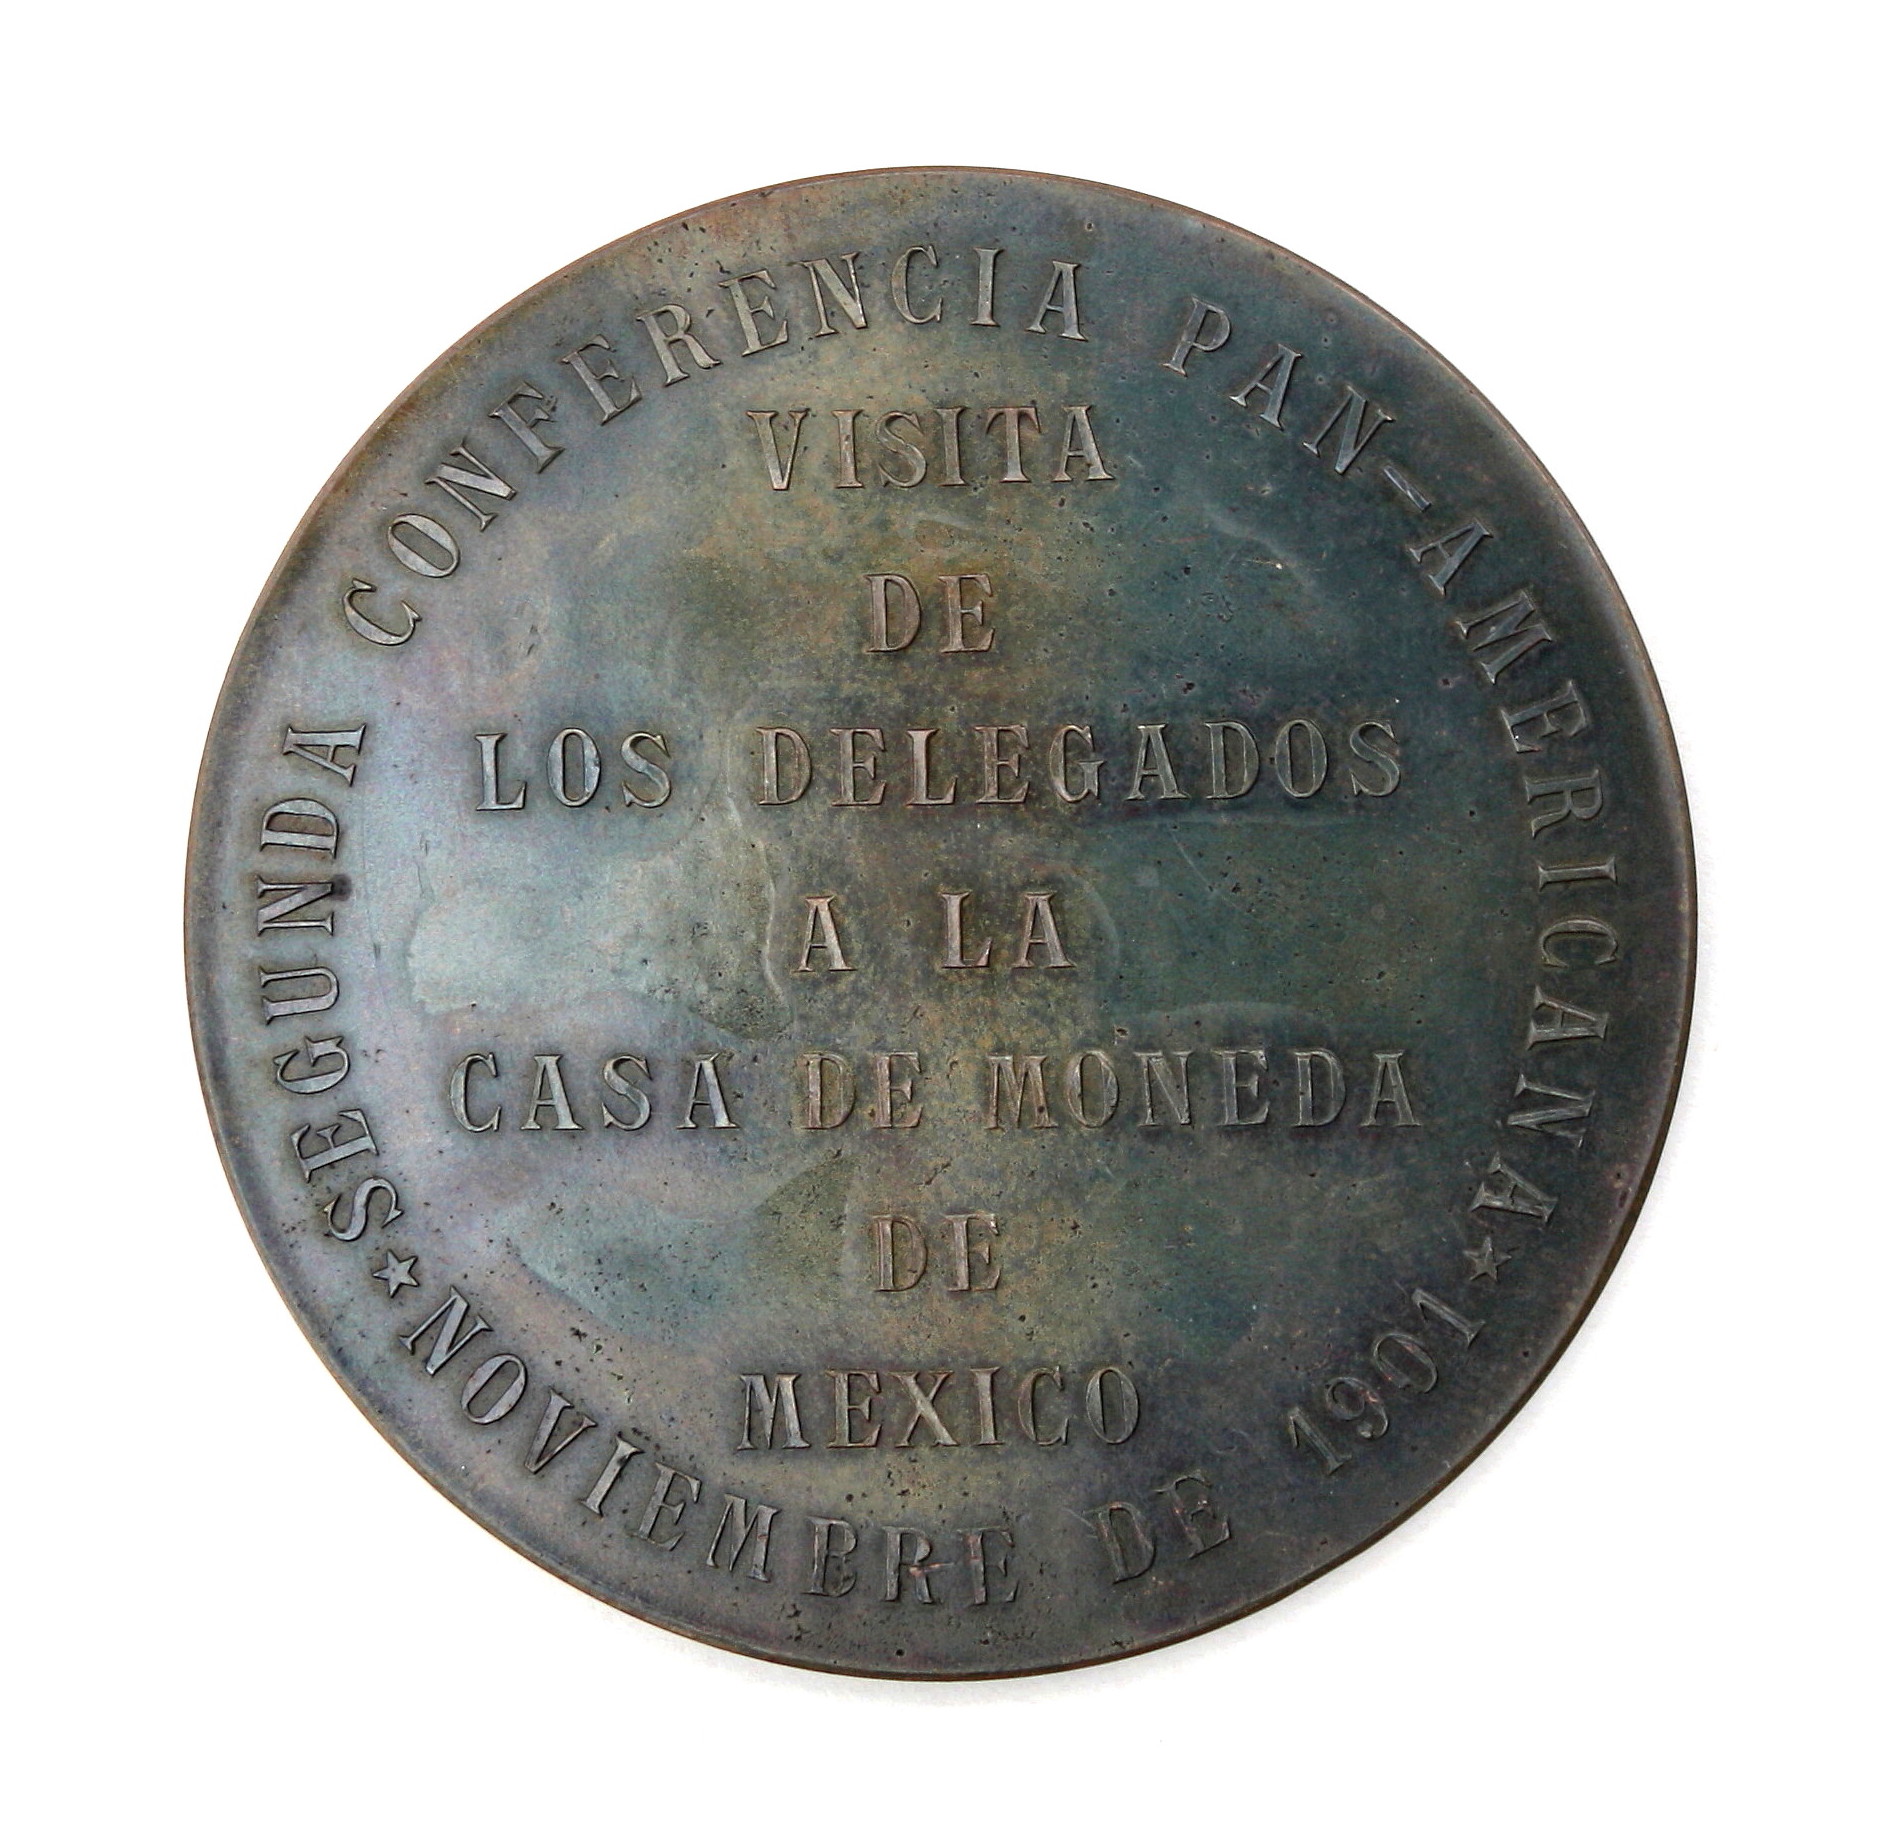 SEGUNDA CONFERENCIA PAN-AMERICANA
VISITA
DE
LOS DELEGADOS
A LA
CASA DE MONEDA
DE
MEXICO
NOVIEMBRE DE 1901